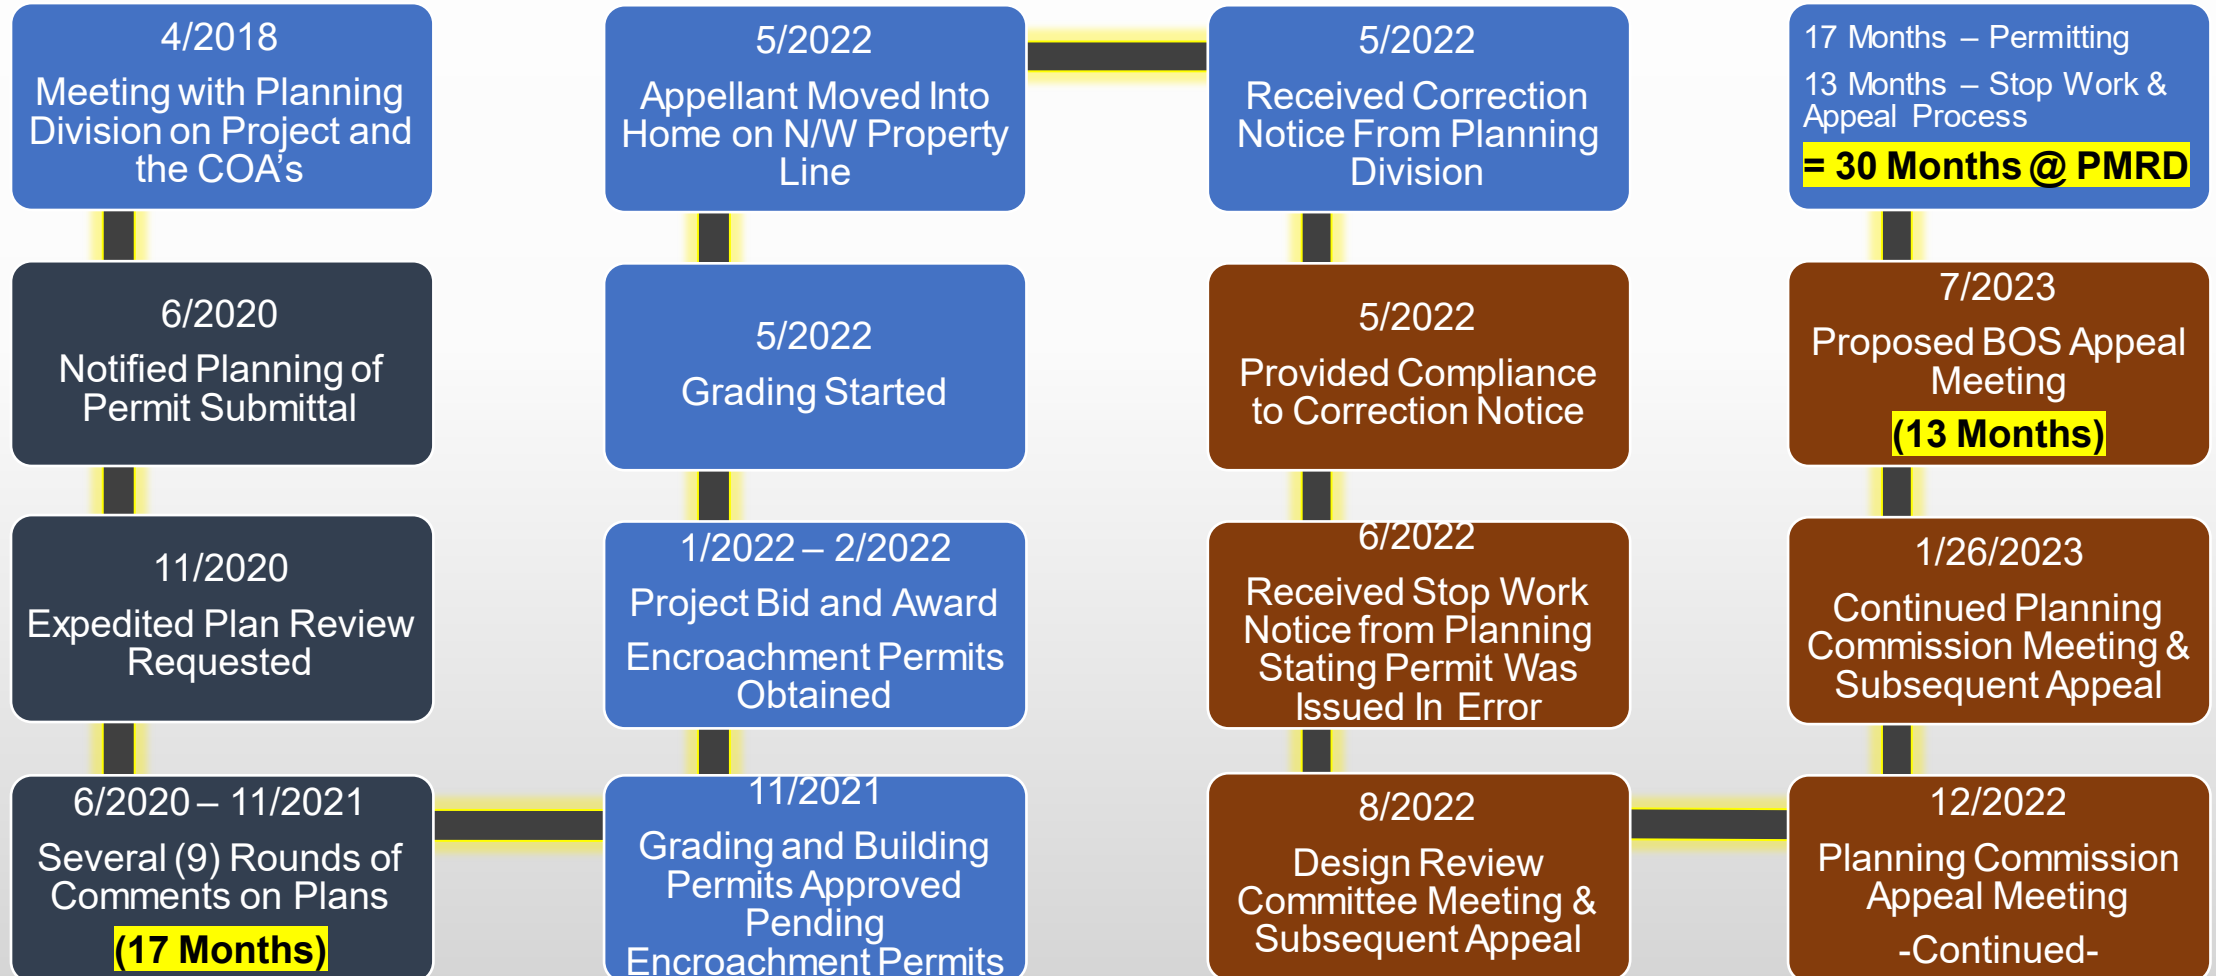 4/2018
Meeting with Planning
Division on Project and
the COA's
6/2020
Notified Planning of
Permit Submittal
11/2020
Expedited Plan Review
Requested
6/2020 – 11/2021
Several (9) Rounds of
Comments on Plans
(17 Months)
11/2021
Grading and Building
Permits Approved
Pending
Encroachment Permits
1/2022 – 2/2022
Project Bid and Award
Encroachment Permits
Obtained
5/2022
Grading Started
5/2022
Appellant Moved Into
Home on N/W Property
Line
5/2022
Received Correction
Notice From Planning
Division
5/2022
Provided Compliance
to Correction Notice
6/2022
Received Stop Work
Notice from Planning
Stating Permit Was
Issued In Error
8/2022
Design Review
Committee Meeting &
Subsequent Appeal
12/2022
Planning Commission
Appeal Meeting
-Continued-
1/26/2023
Continued Planning
Commission Meeting &
Subsequent Appeal
7/2023
Proposed BOS Appeal
Meeting
(13 Months)
17 Months – Permitting
13 Months – Stop Work &
Appeal Process
= 30 Months @ PMRD